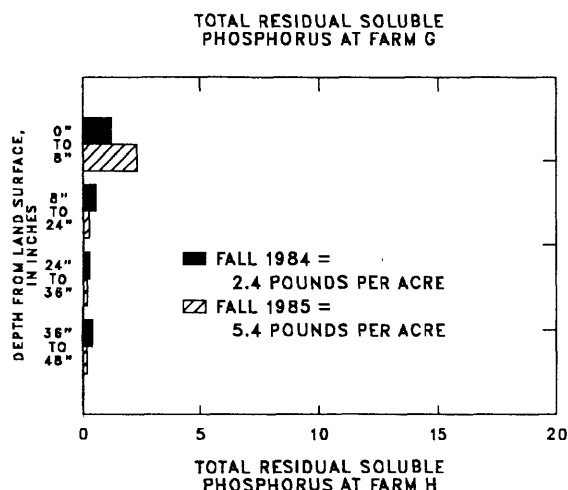 TOTAL RESIDUAL SOLUBLE
PHOSPHORUS AT FARM G
DEPTH FROM LAND SURFACE,
IN INCHES
0"
TO
8"
8"
TO
24"
24"
TO
36"
36"
TO
48"
FALL 1984 =
2.4 POUNDS PER ACRE
FALL 1985 =
5.4 POUNDS PER ACRE
0 5 10 15 20
TOTAL RESIDUAL SOLUBLE
PHOSPHORUS AT FARM H